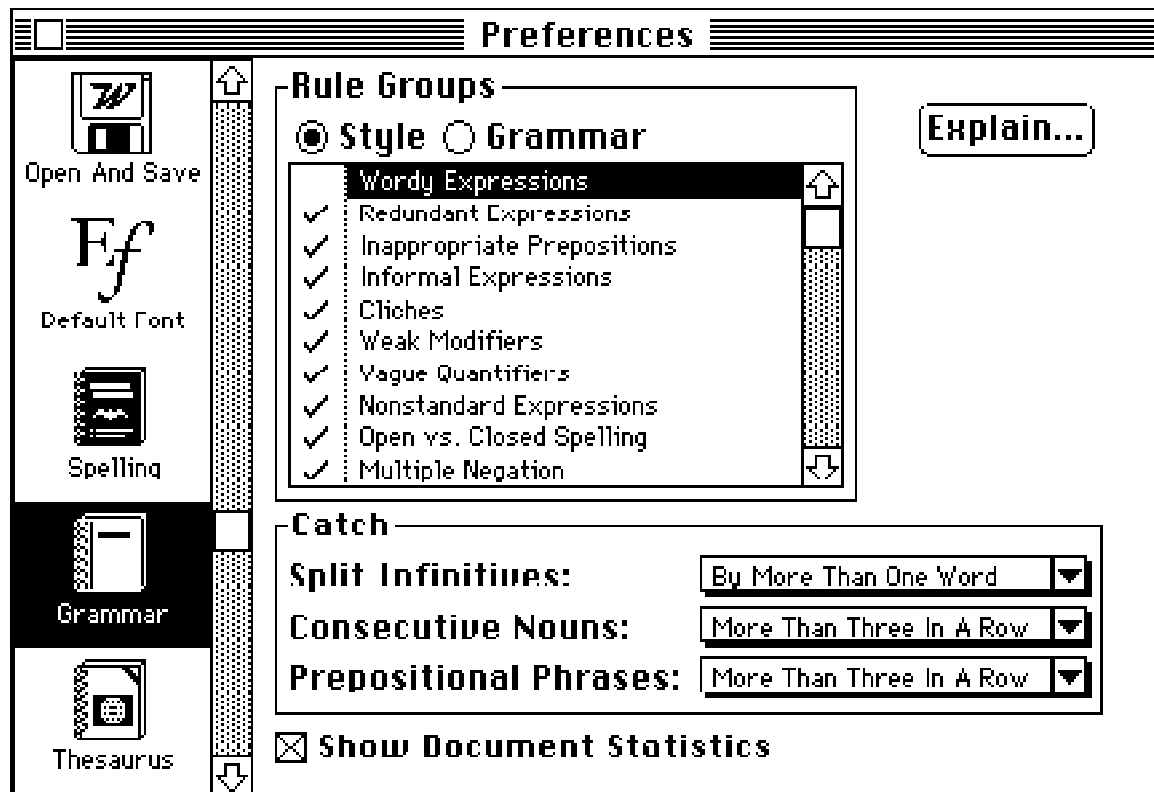 Preferences
Open And Save
Default Font
Spelling
Grammar
Thesaurus
Rule Groups
Style Grammar
Wordy Expressions
Redundant Expressions
Inappropriate Prepositions
Informal Expressions
Cliches
Weak Modifiers
Vague Quantifiers
Nonstandard Expressions
Open vs. Closed Spelling
Multiple Negation
Explain...
Catch
Split Infinitives: By More Than One Word
Consecutive Nouns: More Than Three In A Row
Prepositional Phrases: More Than Three In A Row
Show Document Statistics